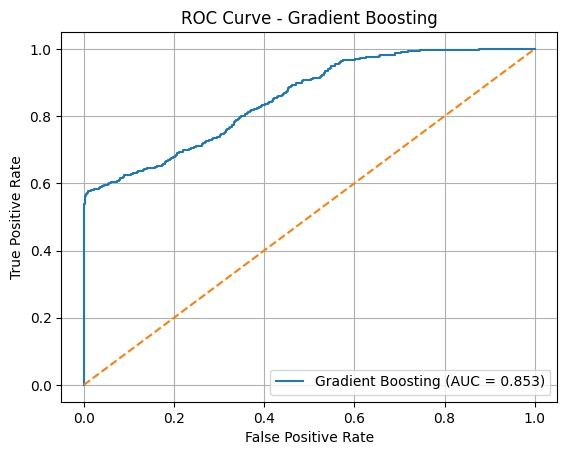 ROC Curve - Gradient Boosting
1.0
0.8
0.6
0.4
0.2
0.0
True Positive Rate
Gradient Boosting (AUC = 0.853)
0.0 0.2 0.4 0.6 0.8 1.0
False Positive Rate